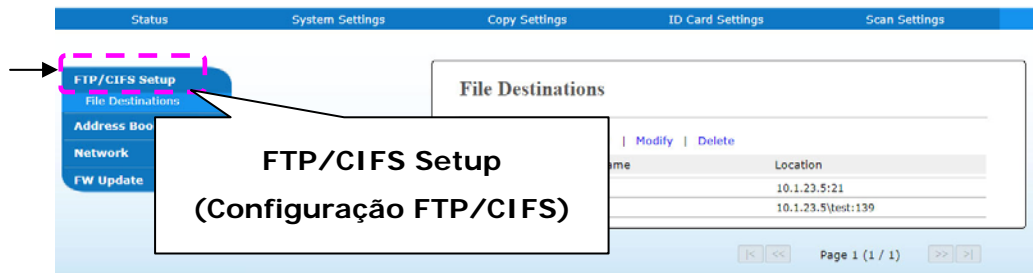 Status System Settings Copy Settings ID Card Settings Scan Settings
FTP/CIFS Setup
File Destinations
Address Boo
Network
FW Update
FTP/CIFS Setup
(Configuração FTP/CIFS)
File Destinations
| Modify | Delete
Location
10.1.23.5:21
10.1.23.5\test:139
|< << Page 1 (1 / 1) >> >|